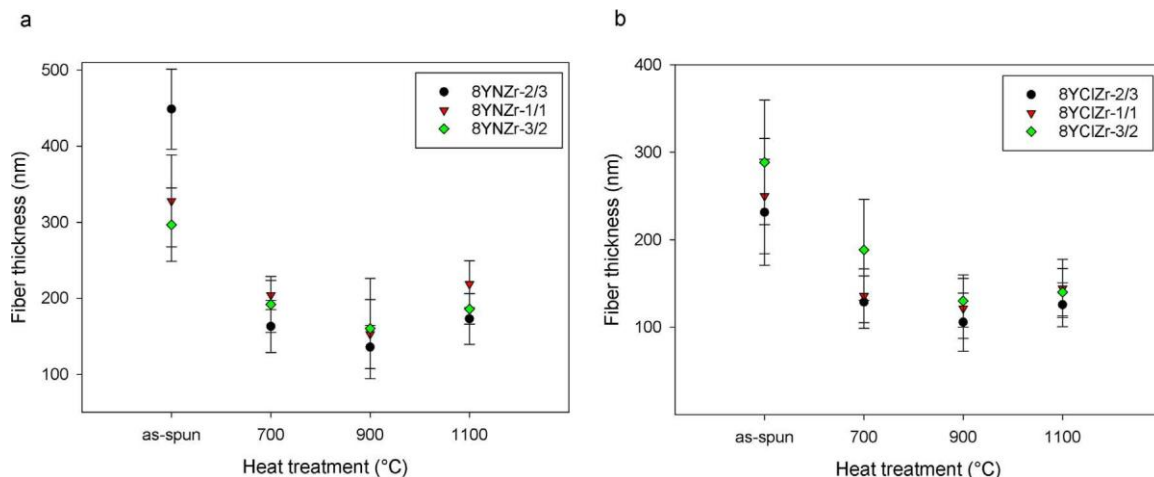 a
500
400
300
200
100
Fiber thickness (nm)
8YNZr-2/3
8YNZr-1/1
8YNZr-3/2
as-spun 700 900 1100
Heat treatment (°C)
b
400
300
200
100
Fiber thickness (nm)
8YClZr-2/3
8YClZr-1/1
8YClZr-3/2
as-spun 700 900 1100
Heat treatment (°C)